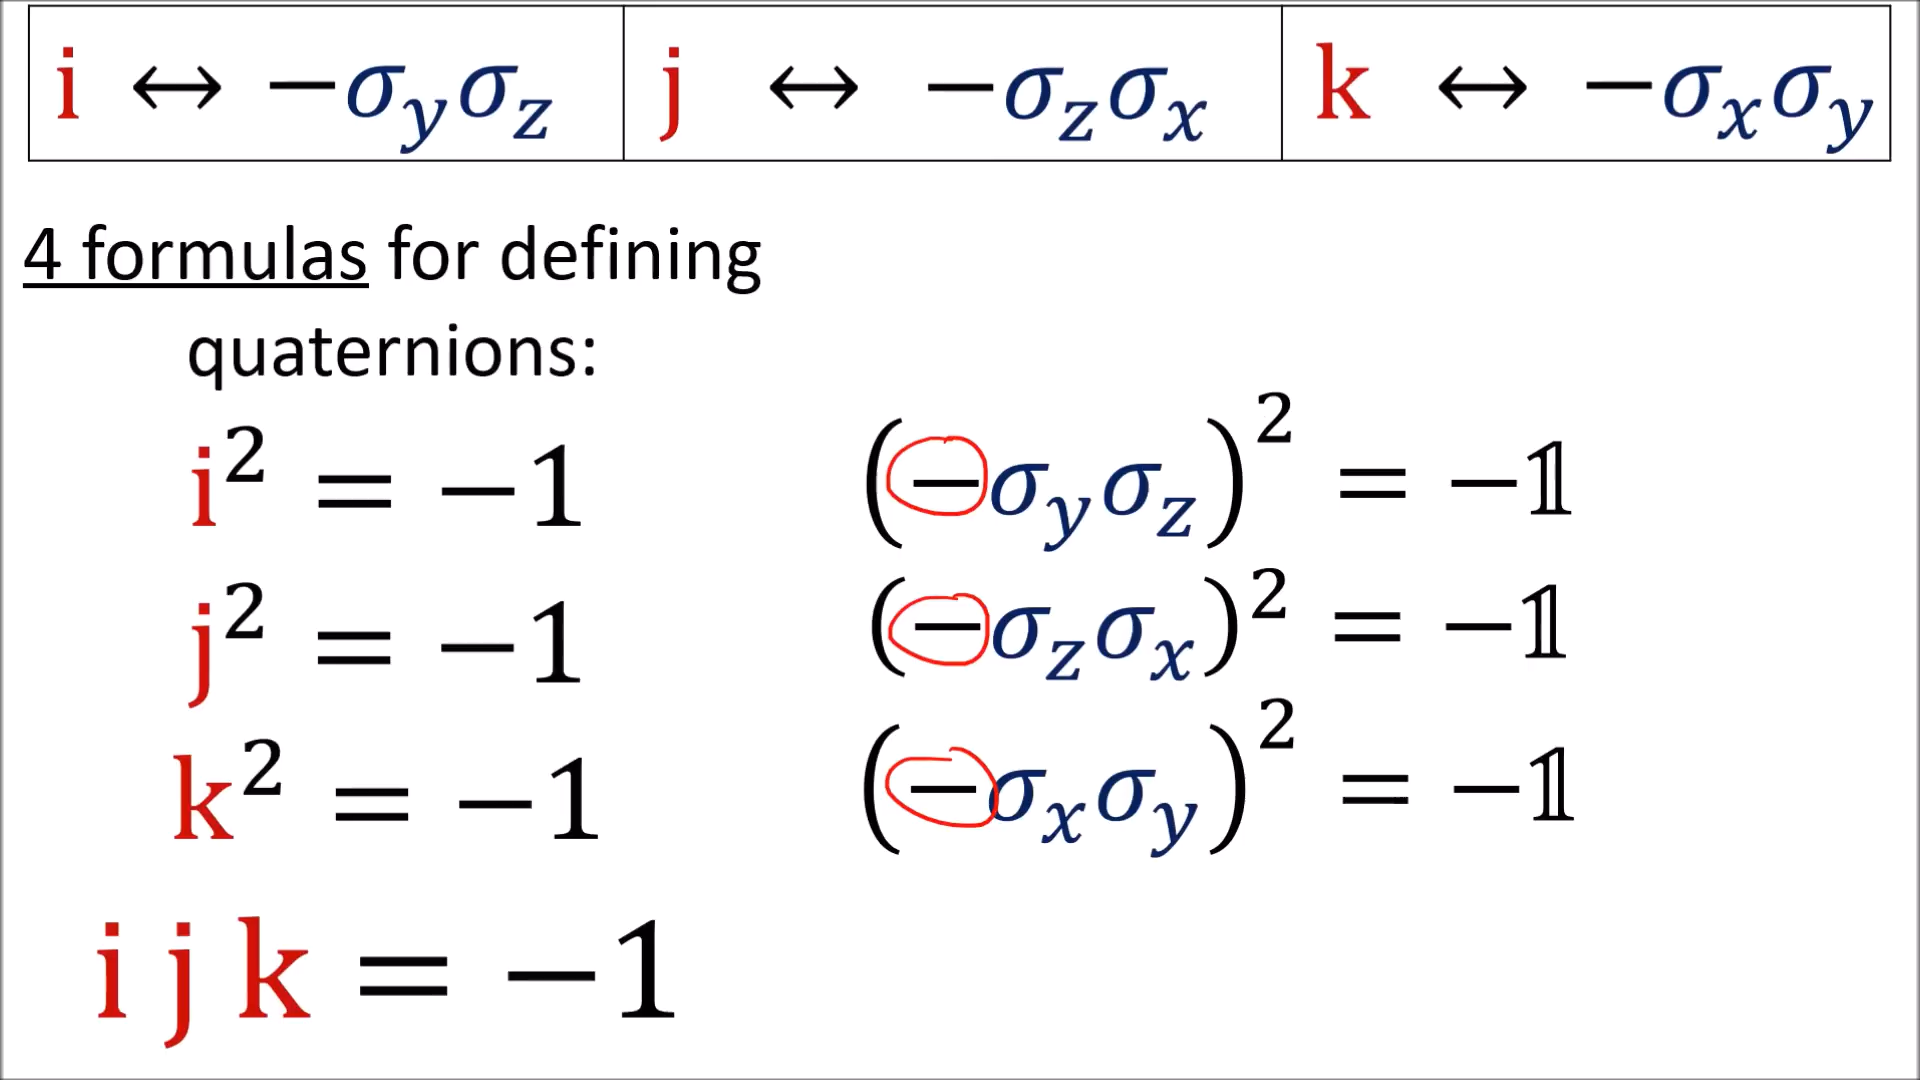 i ↔ −σ_y σ_z
j ↔ −σ_z σ_x
k ↔ −σ_x σ_y
4 formulas for defining
quaternions:
i² = −1
(−σ_y σ_z)² = −𝟙
j² = −1
(−σ_z σ_x)² = −𝟙
k² = −1
(−σ_x σ_y)² = −𝟙
i j k = −1